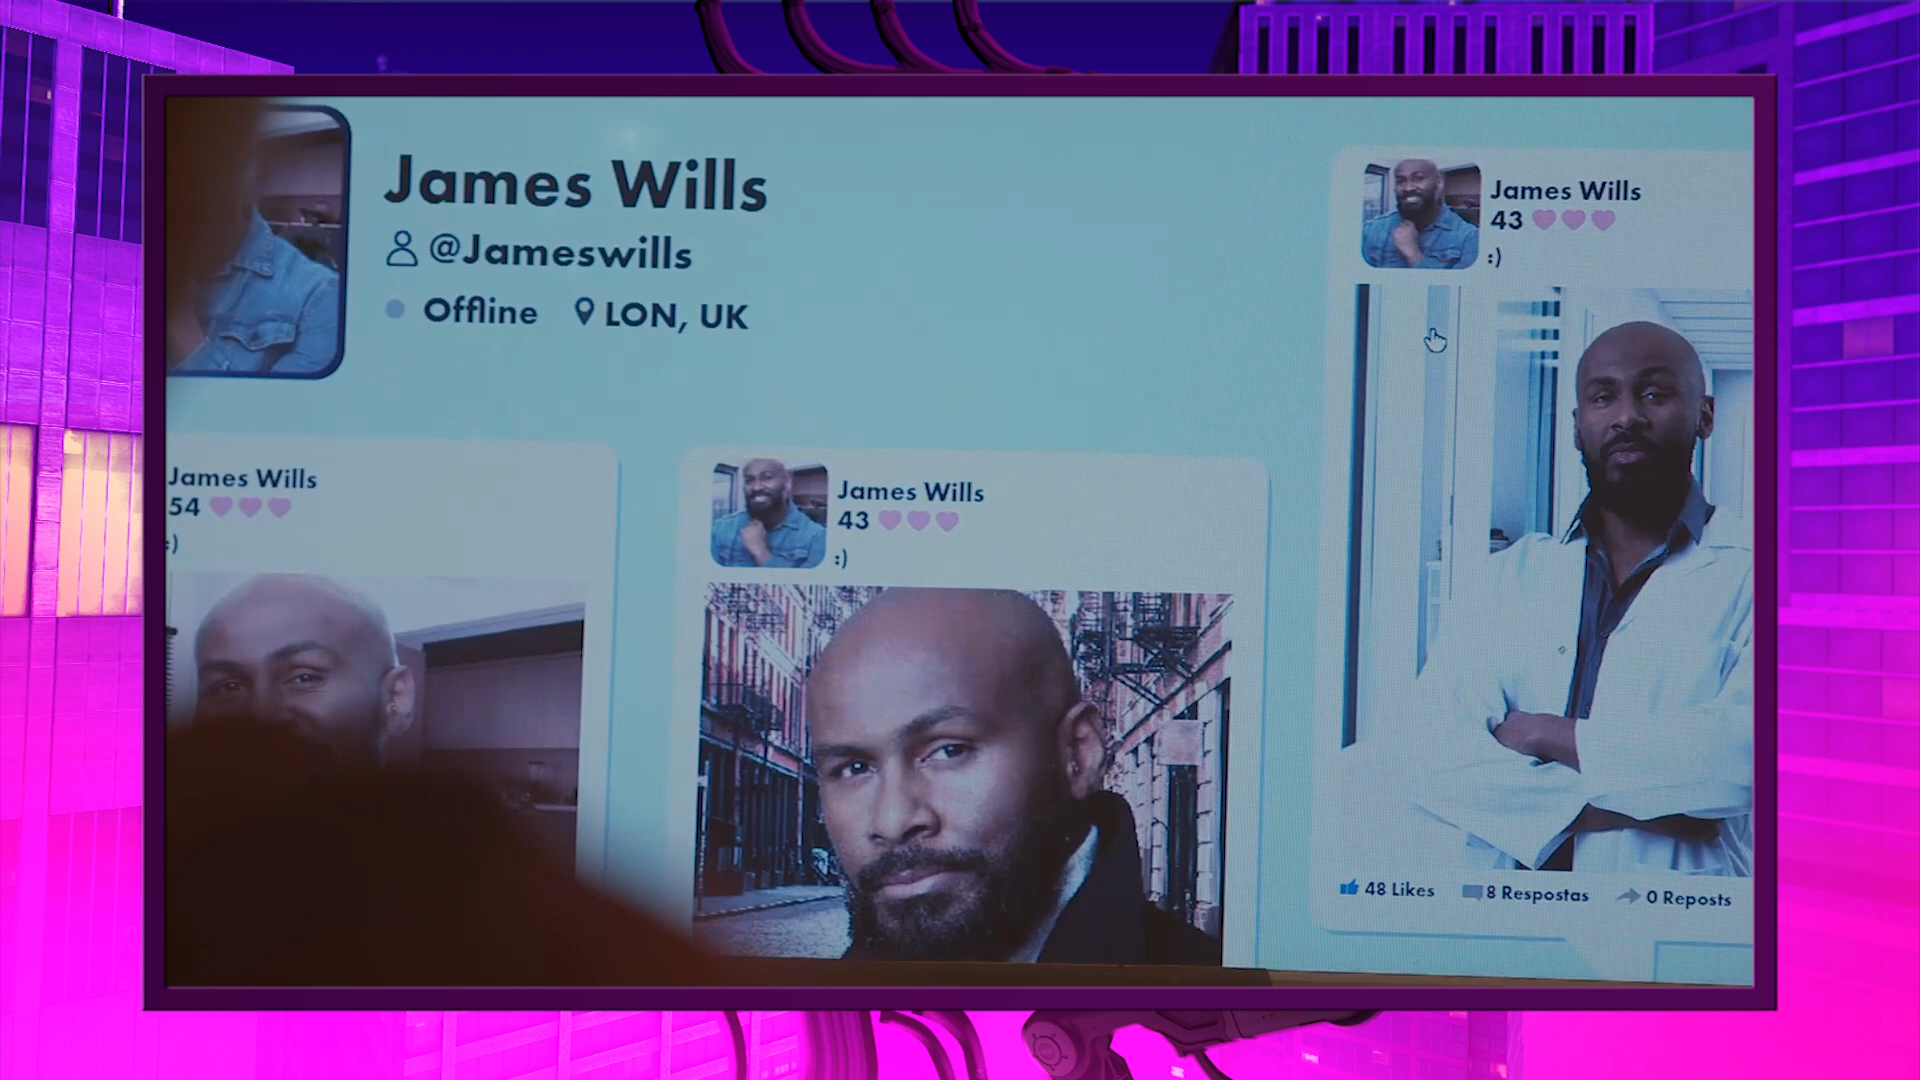 James Wills
@Jameswills
Offline LON, UK
James Wills
54
:)
James Wills
43
:)
James Wills
43
:)
48 Likes 8 Respostas 0 Reposts